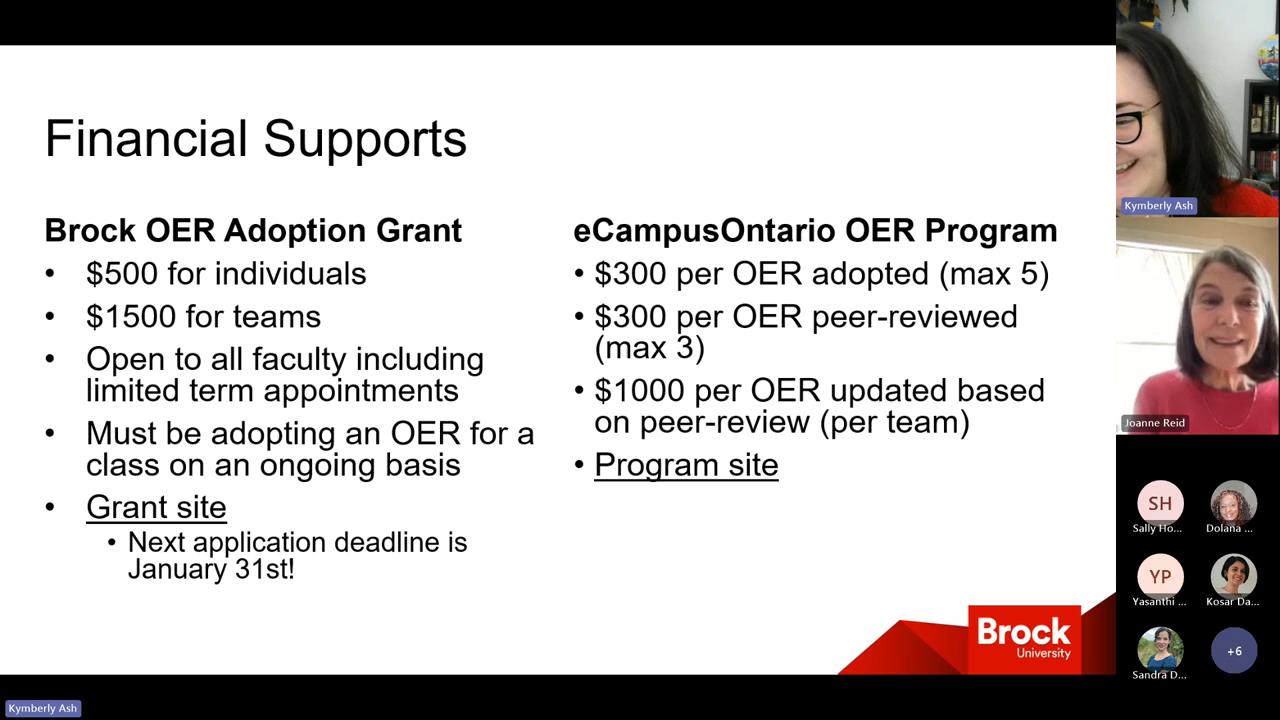 Financial Supports
Brock OER Adoption Grant
• $500 for individuals
• $1500 for teams
• Open to all faculty including
limited term appointments
• Must be adopting an OER for a
class on an ongoing basis
• Grant site
• Next application deadline is
January 31st!
eCampusOntario OER Program
• $300 per OER adopted (max 5)
• $300 per OER peer-reviewed
(max 3)
• $1000 per OER updated based
on peer-review (per team)
• Program site
Brock
University
Kymberly Ash
Joanne Reid
SH
Sally Ho...
Dolana ...
YP
Yasanthi ...
Kosar Da...
Sandra D...
+6
Kymberly Ash